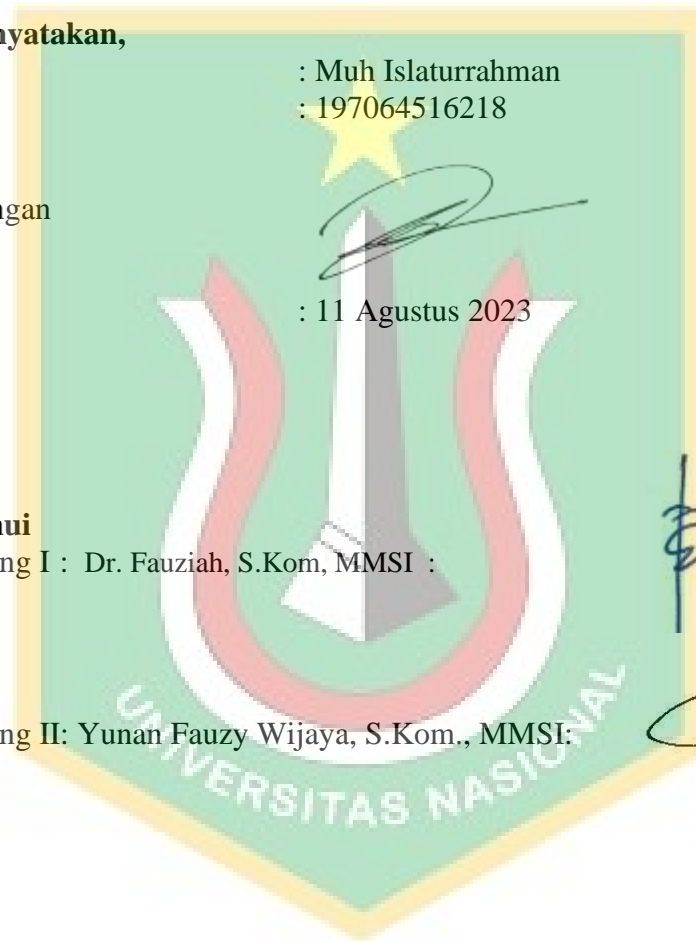 nyatakan,
: Muh Islaturrahman
: 197064516218
ngan
: 11 Agustus 2023
hui
ng I : Dr. Fauziah, S.Kom, MMSI :
ng II: Yunan Fauzy Wijaya, S.Kom., MMSI:
UNIVERSITAS NASIONAL